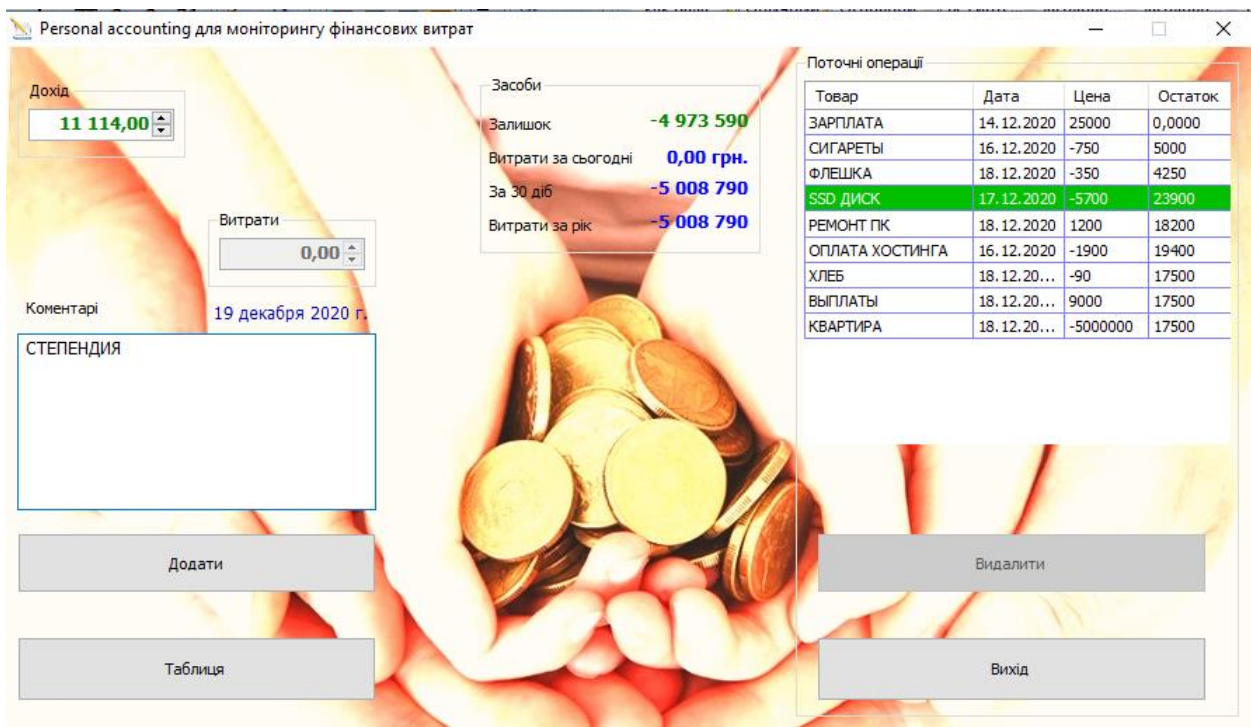 Personal accounting для моніторингу фінансових витрат
Дохід
11 114,00
Витрати
0,00
Коментарі
19 декабря 2020 г.
СТЕПЕНДИЯ
Додати
Таблиця
Засоби
Залишок -4 973 590
Витрати за сьогодні 0,00 грн.
За 30 діб -5 008 790
Витрати за рік -5 008 790
Поточні операції
Товар Дата Цена Остаток
ЗАРПЛАТА 14.12.2020 25000 0,0000
СИГАРЕТЫ 16.12.2020 -750 5000
ФЛЕШКА 18.12.2020 -350 4250
SSD ДИСК 17.12.2020 -5700 23900
РЕМОНТ ПК 18.12.2020 1200 18200
ОПЛАТА ХОСТИНГА 16.12.2020 -1900 19400
ХЛЕБ 18.12.20... -90 17500
ВЫПЛАТЫ 18.12.20... 9000 17500
КВАРТИРА 18.12.20... -5000000 17500
Видалити
Вихід